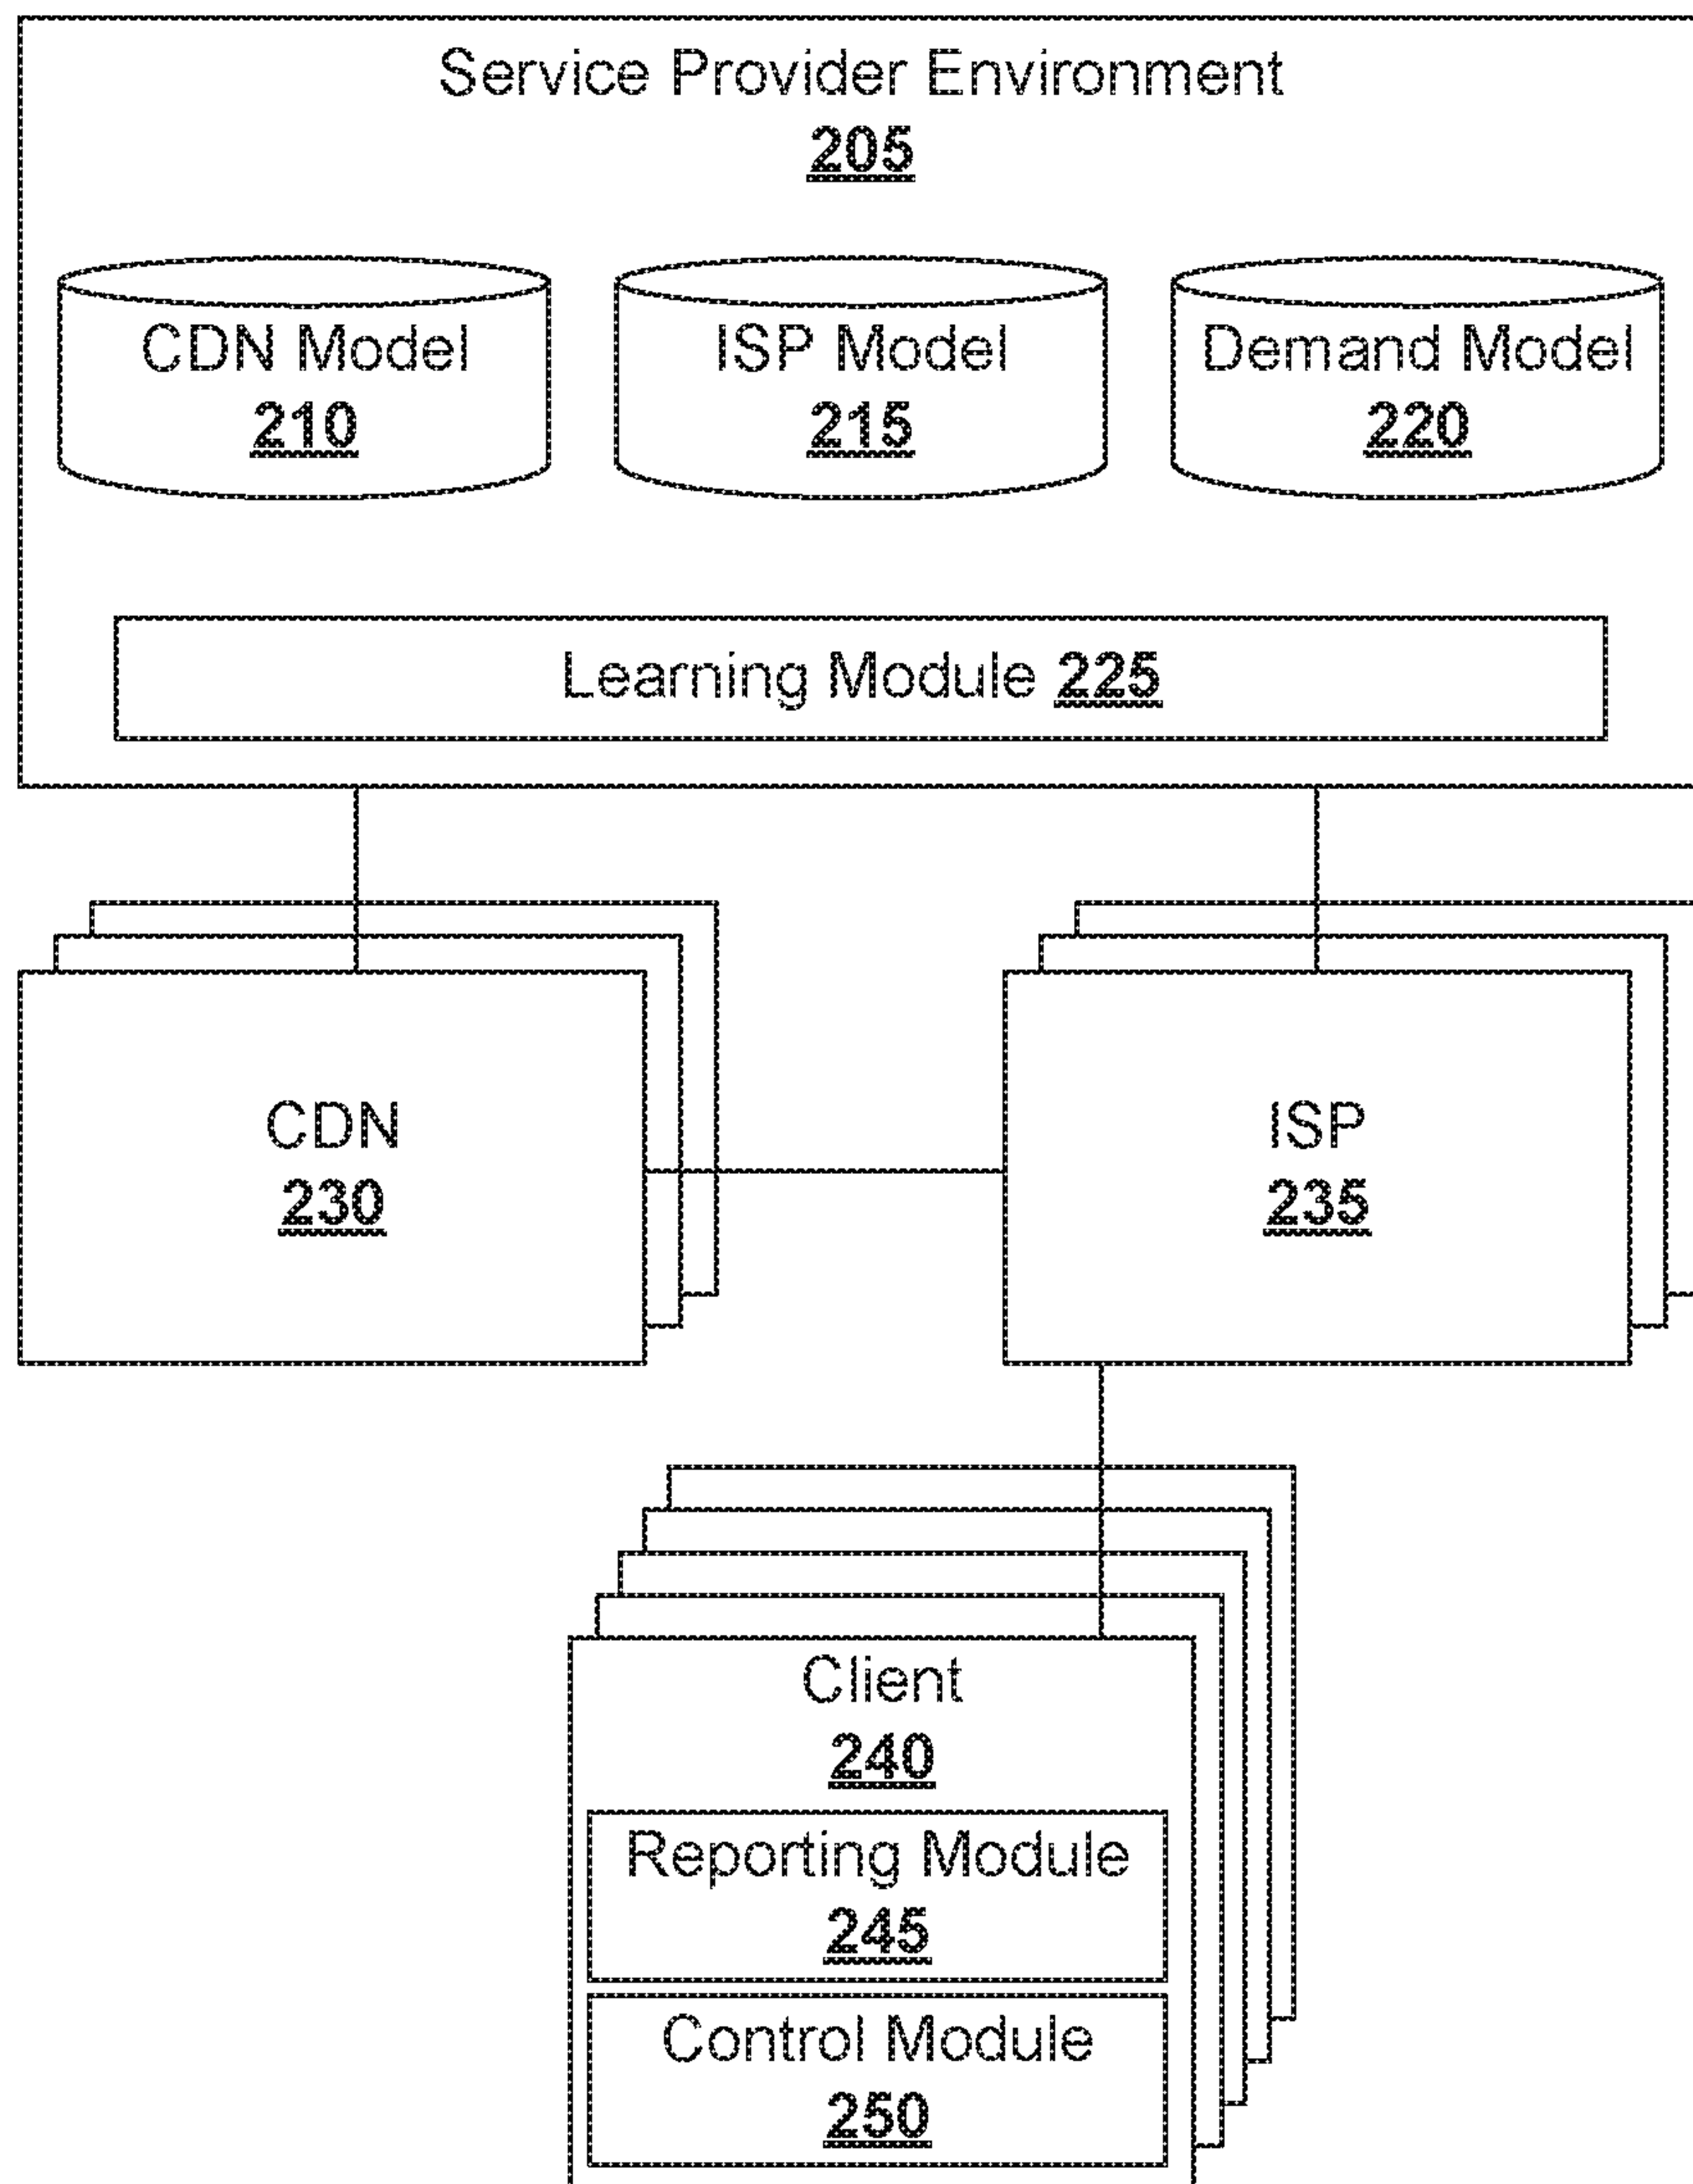 Service Provider Environment
205
CDN Model
210
ISP Model
215
Demand Model
220
Learning Module 225
CDN
230
ISP
235
Client
240
Reporting Module
245
Control Module
250